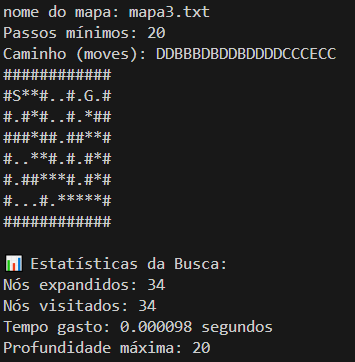 nome do mapa: mapa3.txt
Passos mínimos: 20
Caminho (moves): DDBBBDBDDBDDDDCCCECC
############
#S**#..#.G.#
#.#*#..#.*##
###*##.##**#
#..**#.#.#*#
#.##***#.#*#
#...#.*****#
############
📊 Estatísticas da Busca:
Nós expandidos: 34
Nós visitados: 34
Tempo gasto: 0.000098 segundos
Profundidade máxima: 20